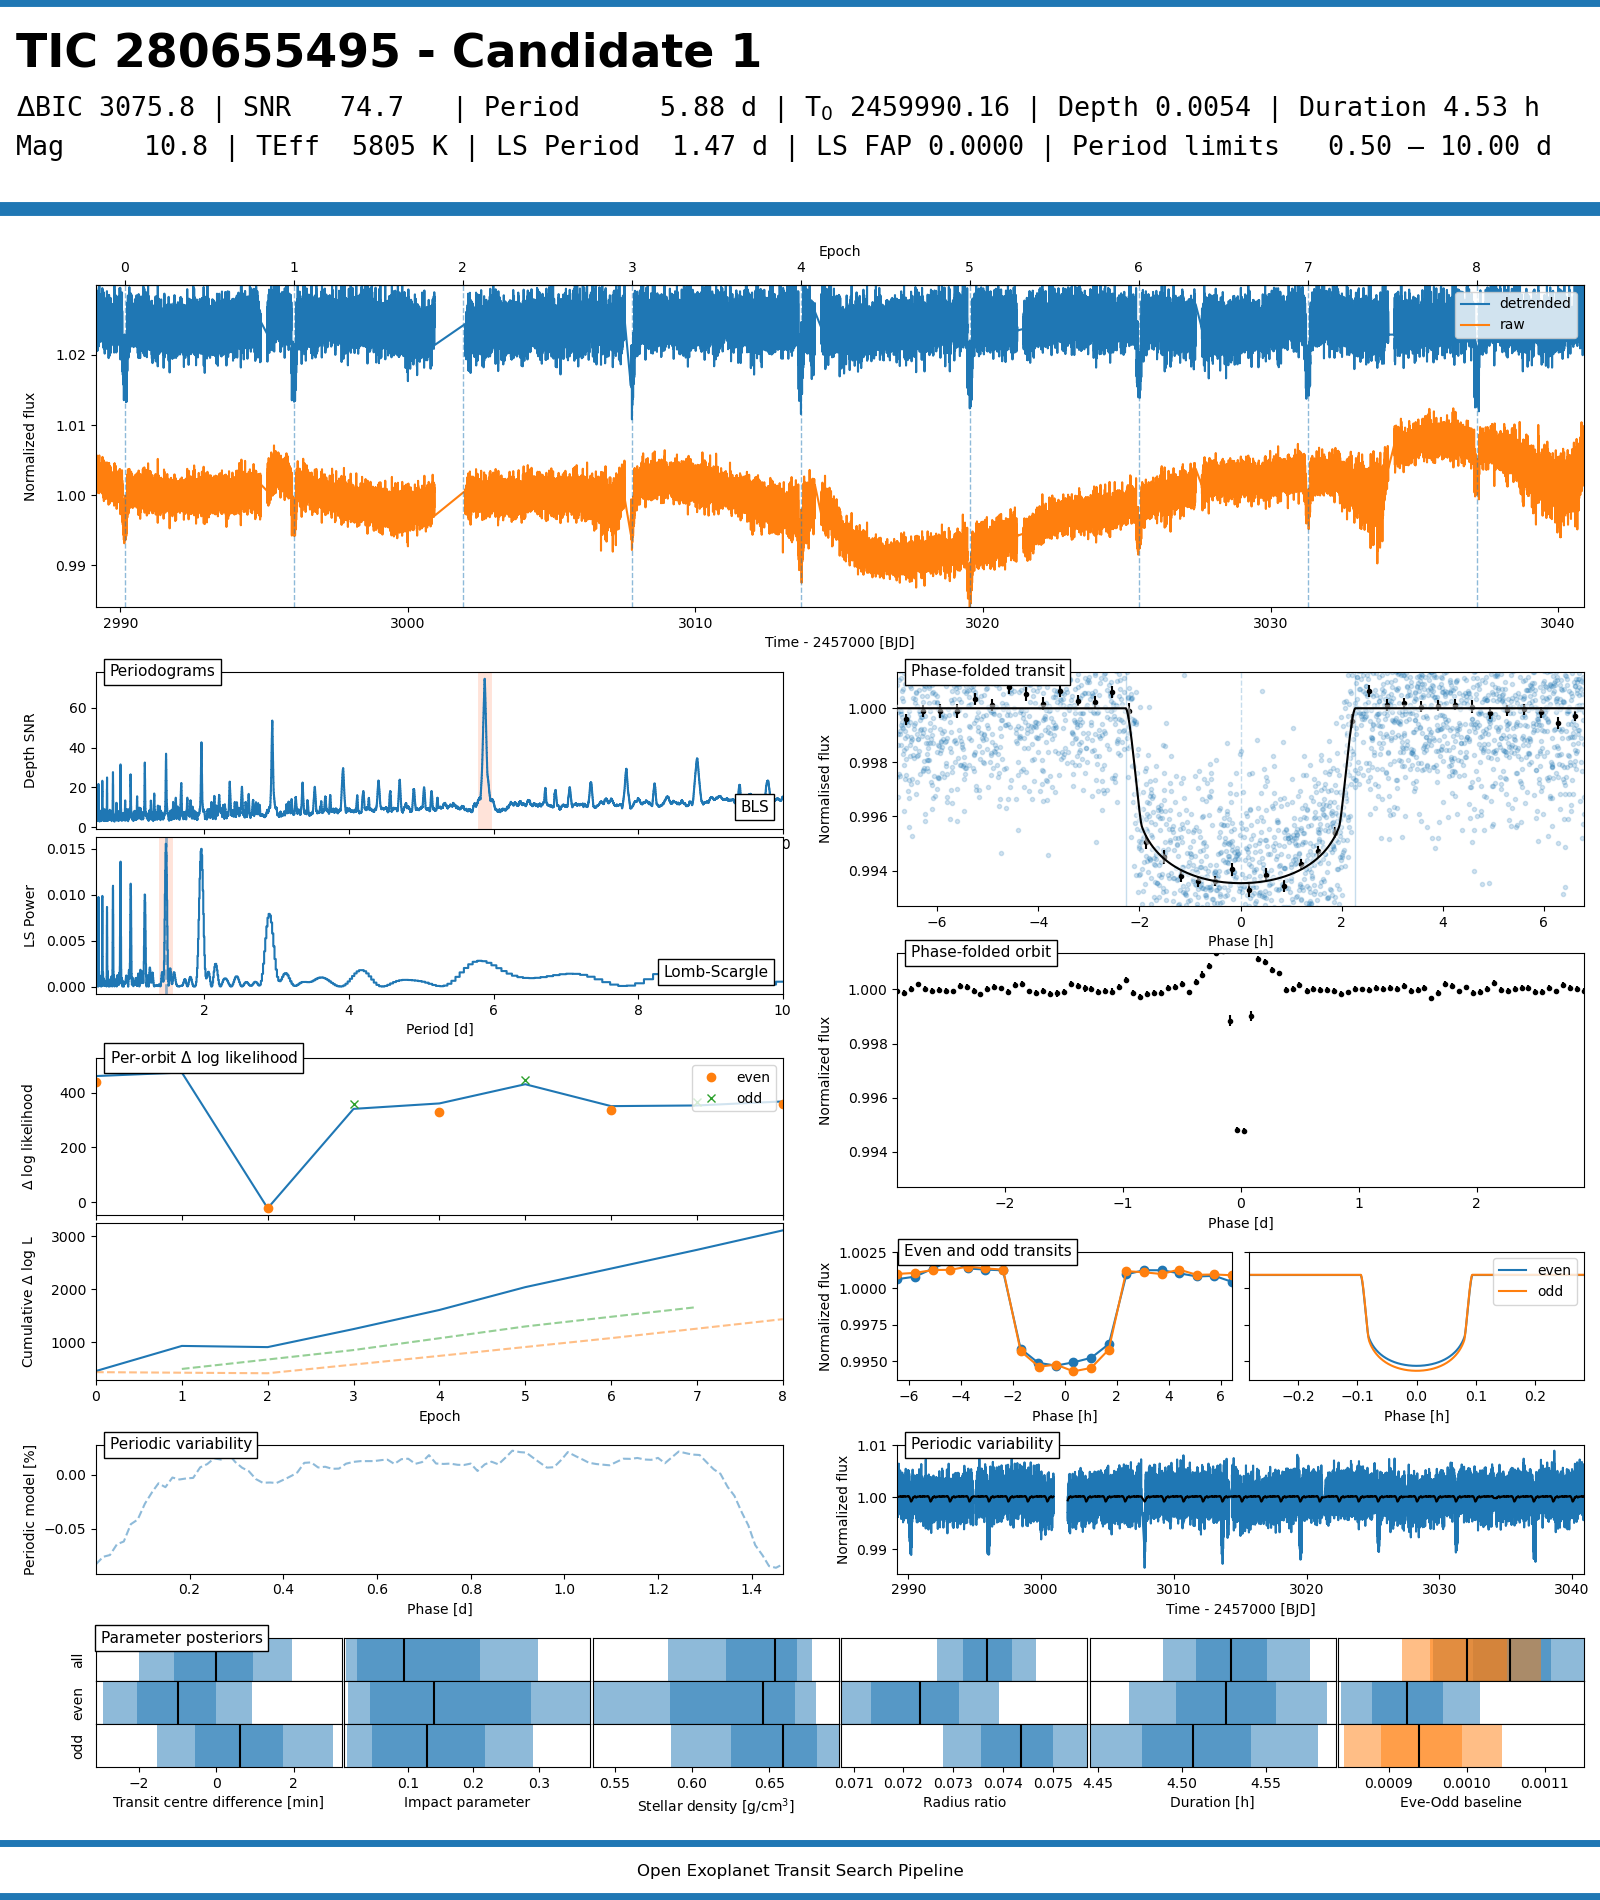 TIC 280655495 - Candidate 1
ΔBIC 3075.8 | SNR 74.7 | Period 5.88 d | T0 2459990.16 | Depth 0.0054 | Duration 4.53 h
Mag 10.8 | TEff 5805 K | LS Period 1.47 d | LS FAP 0.0000 | Period limits 0.50 — 10.00 d
Epoch
0 1 2 3 4 5 6 7 8
detrended
raw
1.02
1.01
1.00
0.99
Normalized flux
2990 3000 3010 3020 3030 3040
Time - 2457000 [BJD]
Periodograms
60
40
20
0
Depth SNR
BLS
0
0.015
0.010
0.005
0.000
LS Power
Lomb-Scargle
2 4 6 8 10
Period [d]
Phase-folded transit
1.000
0.998
0.996
0.994
Normalised flux
−6 −4 −2 0 2 4 6
Phase [h]
Phase-folded orbit
1.000
0.998
0.996
0.994
Normalized flux
−2 −1 0 1 2
Phase [d]
Per-orbit Δ log likelihood
even
odd
400
200
0
Δ log likelihood
3000
2000
1000
Cumulative Δ log L
0 1 2 3 4 5 6 7 8
Epoch
Even and odd transits
1.0025
1.0000
0.9975
0.9950
Normalized flux
−6 −4 −2 0 2 4 6
Phase [h]
even
odd
−0.2 −0.1 0.0 0.1 0.2
Phase [h]
Periodic variability
0.00
−0.05
Periodic model [%]
0.2 0.4 0.6 0.8 1.0 1.2 1.4
Phase [d]
Periodic variability
1.01
1.00
0.99
Normalized flux
2990 3000 3010 3020 3030 3040
Time - 2457000 [BJD]
Parameter posteriors
all
even
odd
−2 0 2
Transit centre difference [min]
0.1 0.2 0.3
Impact parameter
0.55 0.60 0.65
Stellar density [g/cm3]
0.071 0.072 0.073 0.074 0.075
Radius ratio
4.45 4.50 4.55
Duration [h]
0.0009 0.0010 0.0011
Eve-Odd baseline
Open Exoplanet Transit Search Pipeline